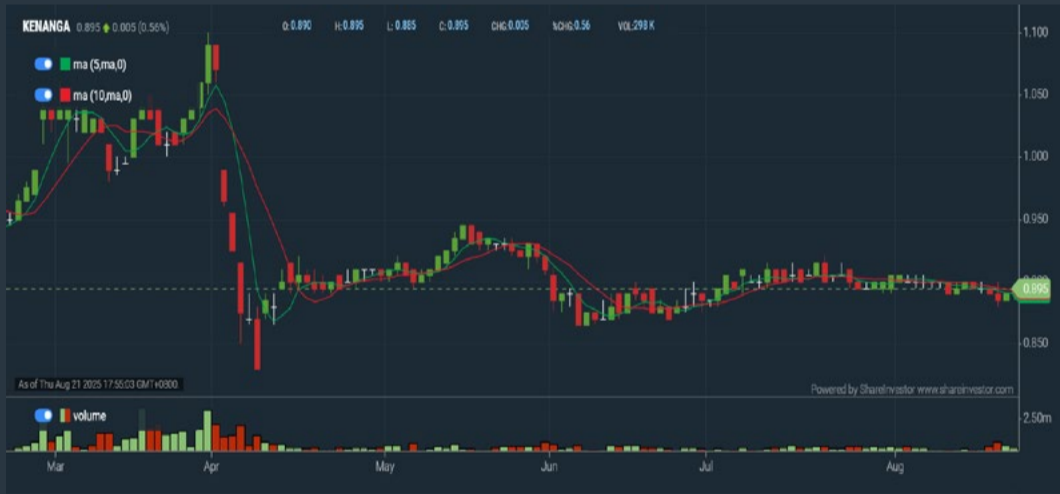 KENANGA 0.895 0.005 (0.56%) O: 0.890 H: 0.895 L: 0.885 C: 0.895 CHG:0.005 %CHG:0.56 VOL:298 K
ma (5,ma,0)
ma (10,ma,0)
1.100
1.050
1.000
0.950
0.900
0.895
0.850
As of Thu Aug 21 2025 17:55:03 GMT+0800
Powered by ShareInvestor www.shareinvestor.com
volume
2.50m
Mar Apr May Jun Jul Aug